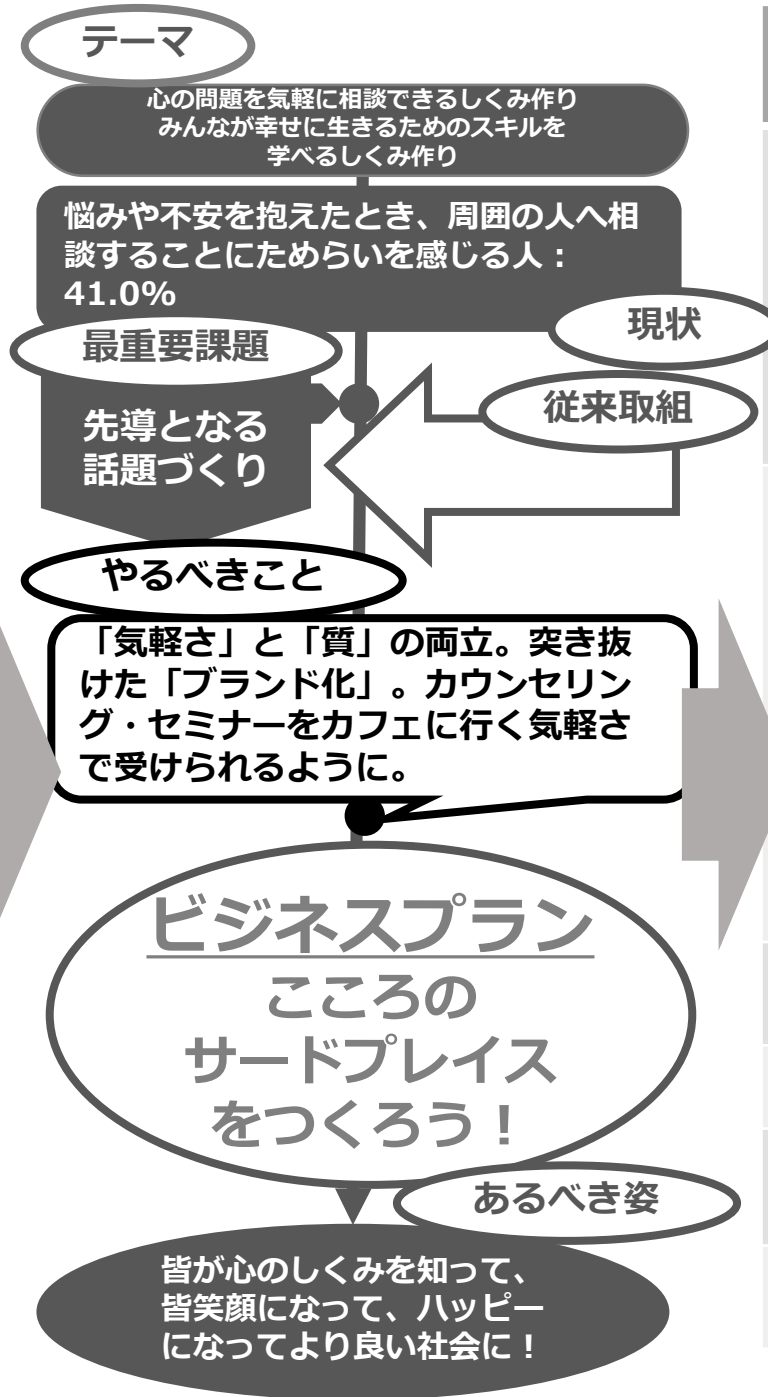 テーマ
心の問題を気軽に相談できるしくみ作り
みんなが幸せに生きるためのスキルを
学べるしくみ作り
悩みや不安を抱えたとき、周囲の人へ相
談することにためらいを感じる人：
41.0%
現状
最重要課題
従来取組
先導となる
話題づくり
やるべきこと
「気軽さ」と「質」の両立。突き抜
けた「ブランド化」。カウンセリン
グ・セミナーをカフェに行く気軽さ
で受けられるように。
ビジネスプラン
こころの
サードプレイス
をつくろう！
あるべき姿
皆が心のしくみを知って、
皆笑顔になって、ハッピー
になってより良い社会に！